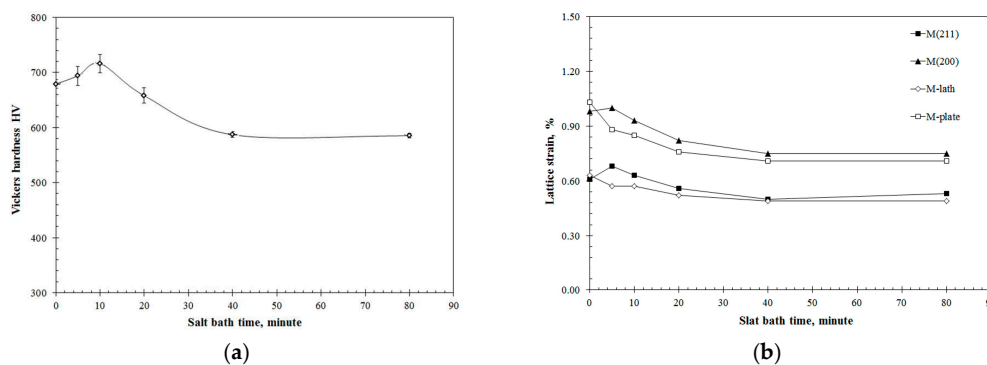 800
700
600
500
400
300
Vickers hardness HV
0 10 20 30 40 50 60 70 80 90
Salt bath time, minute
(a)
1.50
1.20
0.90
0.60
0.30
0.00
Lattice strain, %
M(211)
M(200)
M-lath
M-plate
0 10 20 30 40 50 60 70 80 90
Slat bath time, minute
(b)